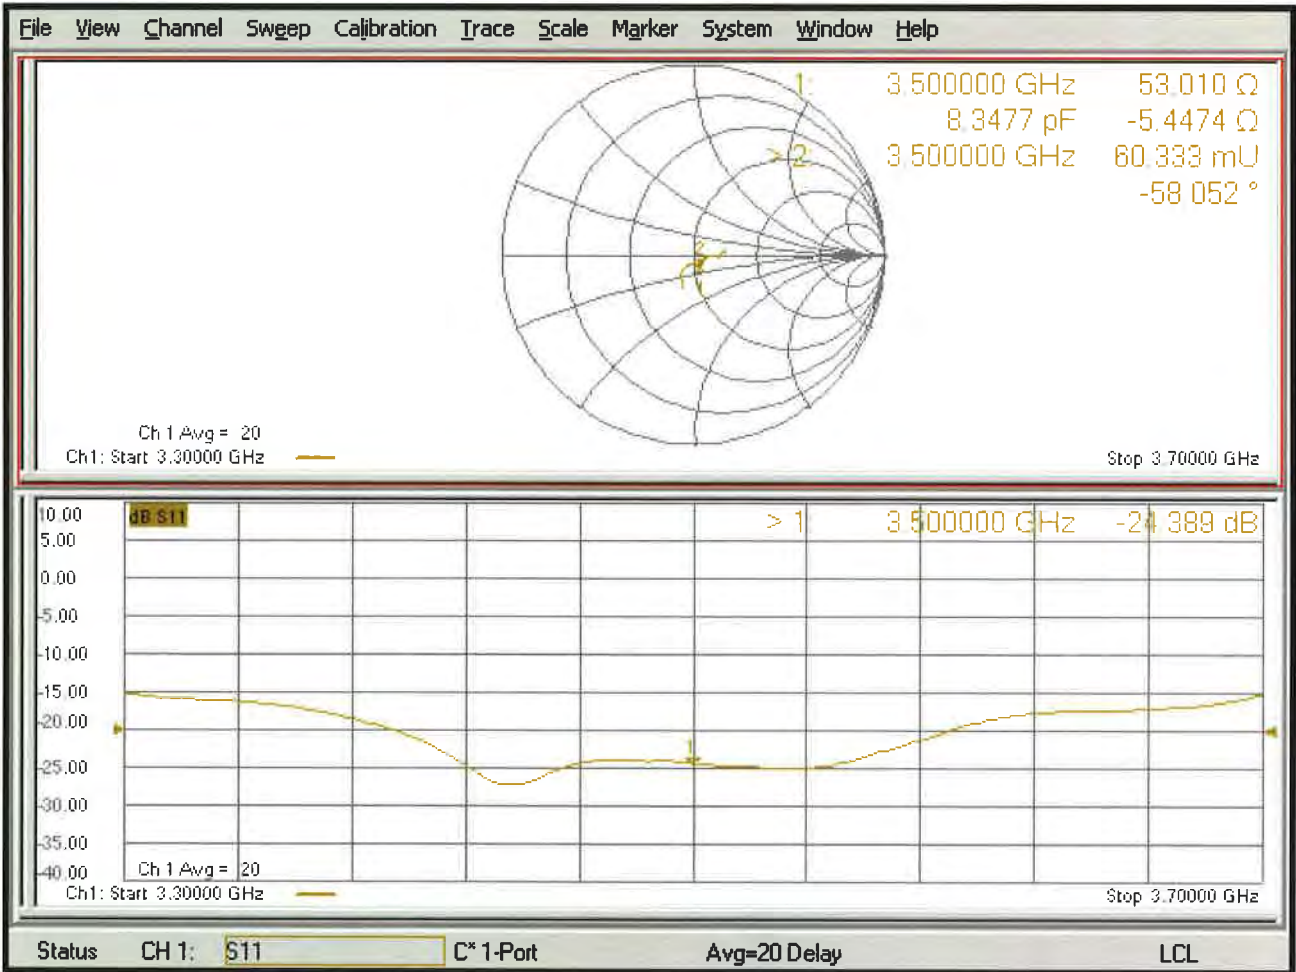 File View Channel Sweep Calibration Trace Scale Marker System Window Help
1: 3.500000 GHz 53.010 Ω
8.3477 pF -5.4474 Ω
> 2: 3.500000 GHz 60.333 mU
-58.052 °
2
Ch 1 Avg = 20
Ch1: Start 3.30000 GHz
Stop 3.70000 GHz
10.00 dB S11 > 1: 3.500000 GHz -24.389 dB
5.00
0.00
-5.00
-10.00
-15.00
-20.00
1
-25.00
-30.00
-35.00
-40.00
Ch 1 Avg = 20
Ch1: Start 3.30000 GHz
Stop 3.70000 GHz
Status CH 1: S11 C* 1-Port Avg=20 Delay LCL